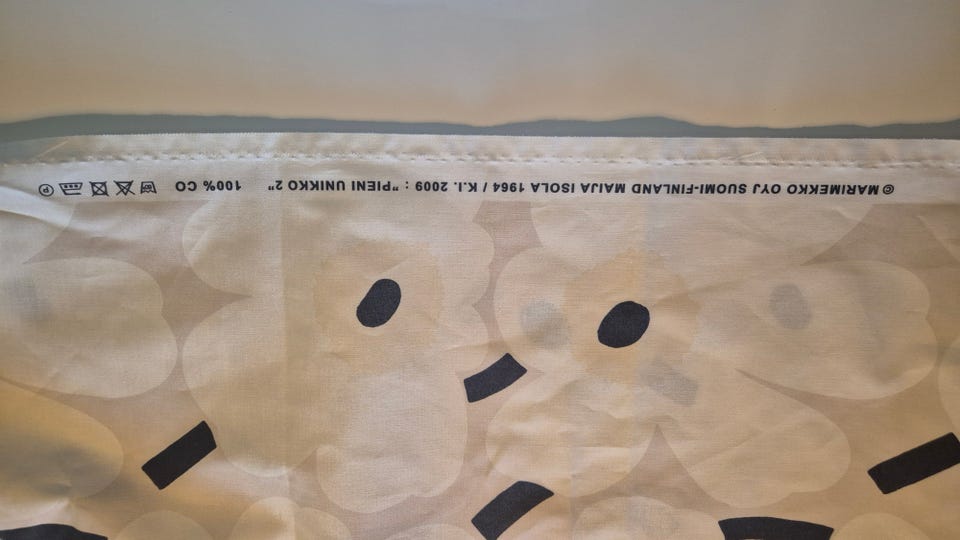 © MARIMEKKO OYJ SUOMI-FINLAND MAIJA ISOLA 1964 / K.I. 2009 : "PIENI UNIKKO 2" 100% CO P